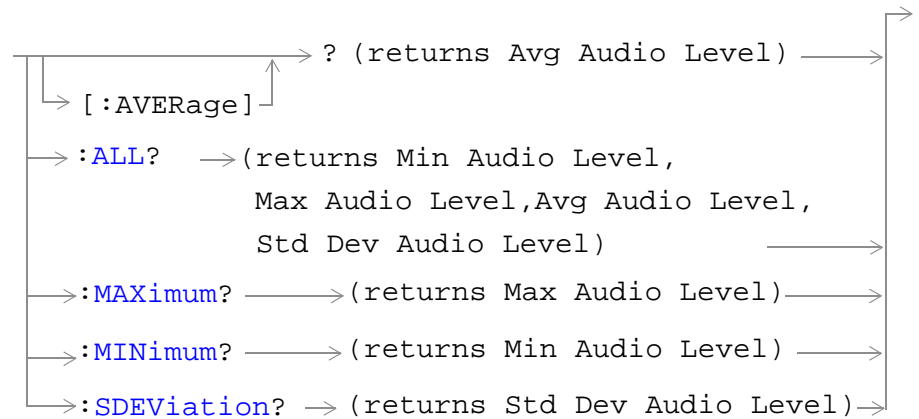 ? (returns Avg Audio Level)
[:AVERage]
:ALL? (returns Min Audio Level,
Max Audio Level,Avg Audio Level,
Std Dev Audio Level)
:MAXimum? (returns Max Audio Level)
:MINimum? (returns Min Audio Level)
:SDEViation? (returns Std Dev Audio Level)